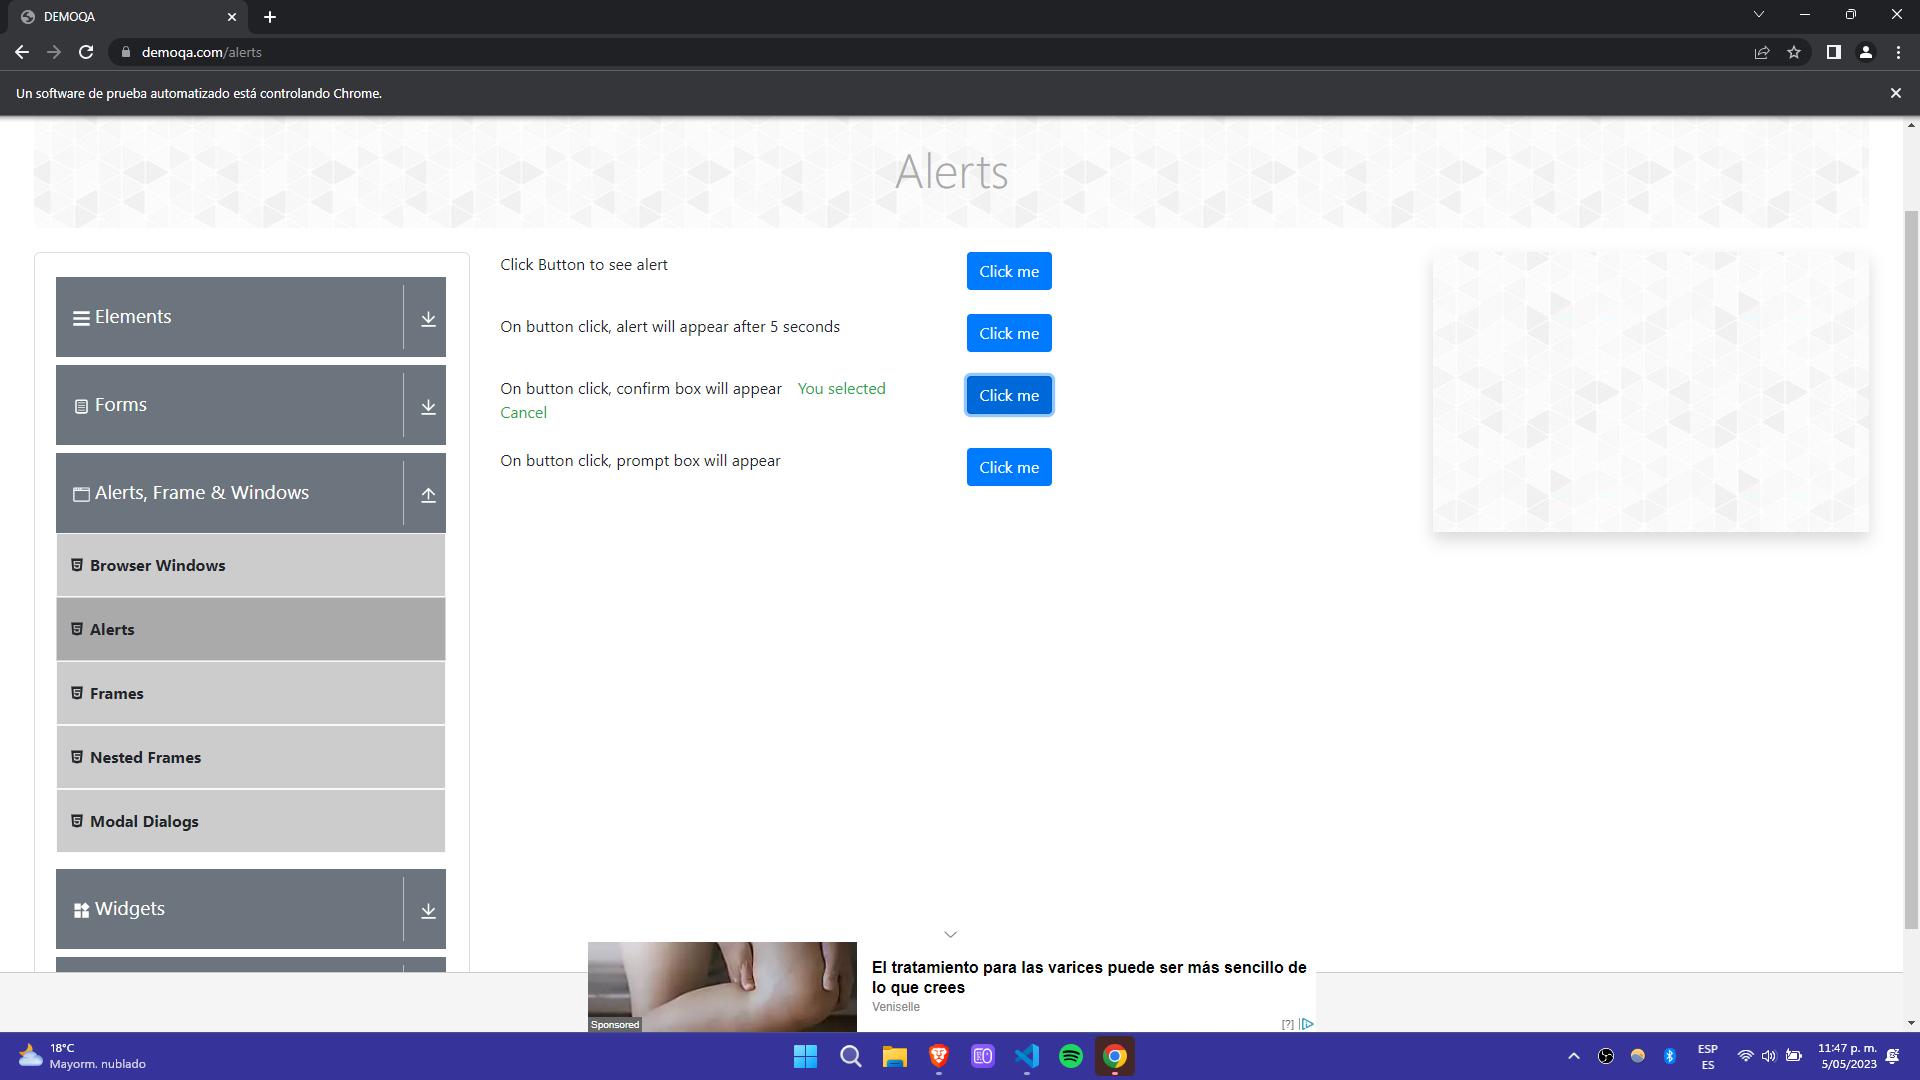 DEMOQA
demoqa.com/alerts
Un software de prueba automatizado está controlando Chrome.
Alerts
Elements
Forms
Alerts, Frame & Windows
Browser Windows
Alerts
Frames
Nested Frames
Modal Dialogs
Widgets
Click Button to see alert
Click me
On button click, alert will appear after 5 seconds
Click me
On button click, confirm box will appear You selected
Cancel
Click me
On button click, prompt box will appear
Click me
El tratamiento para las varices puede ser más sencillo de
lo que crees
Veniselle
Sponsored
[?]
18°C
Mayorm. nublado
ESP
ES
11:47 p. m.
5/05/2023